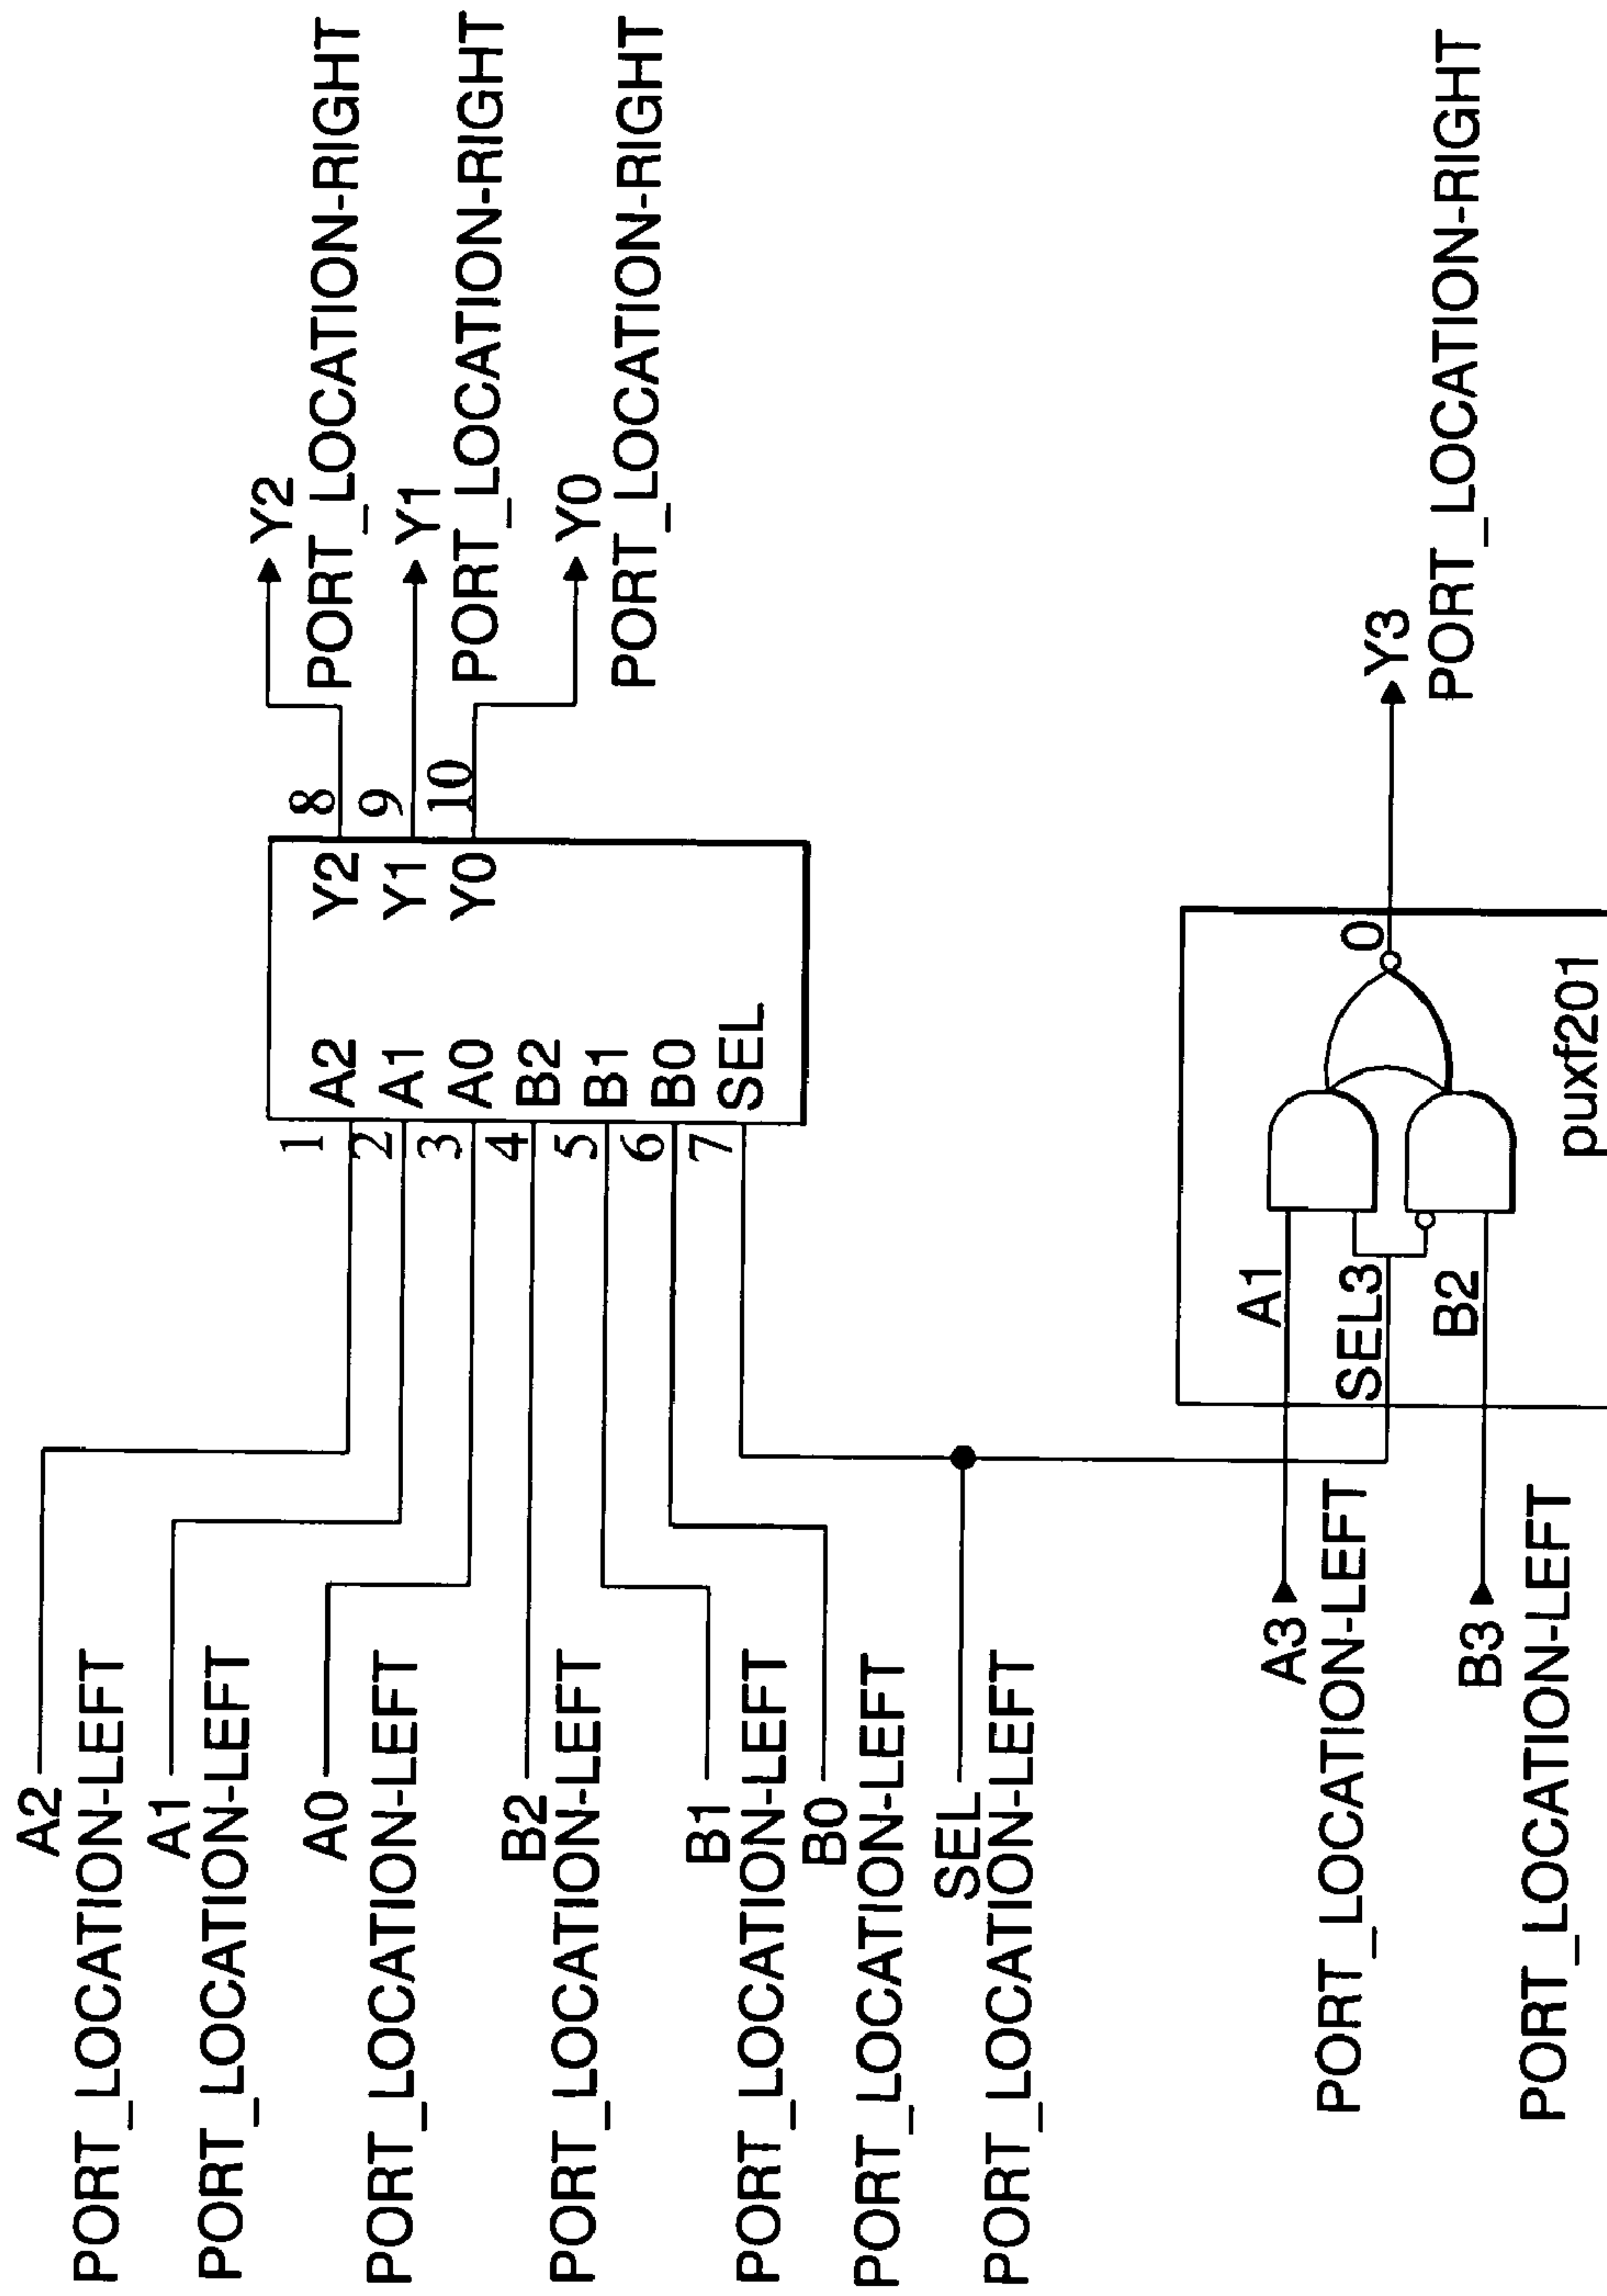 A2
PORT_LOCATION-LEFT
A1
PORT_LOCATION-LEFT
A0
PORT_LOCATION-LEFT
B2
PORT_LOCATION-LEFT
B1
PORT_LOCATION-LEFT
B0
PORT_LOCATION-LEFT
SEL
PORT_LOCATION-LEFT
1 A2
2 A1
3 A0
4 B2
5 B1
6 B0
7 SEL
Y2 8
Y1 9
Y0 10
Y2
PORT_LOCATION-RIGHT
Y1
PORT_LOCATION-RIGHT
Y0
PORT_LOCATION-RIGHT
A3
PORT_LOCATION-LEFT
B3
PORT_LOCATION-LEFT
A1
SEL3
B2
0
puxf201
Y3
PORT_LOCATION-RIGHT